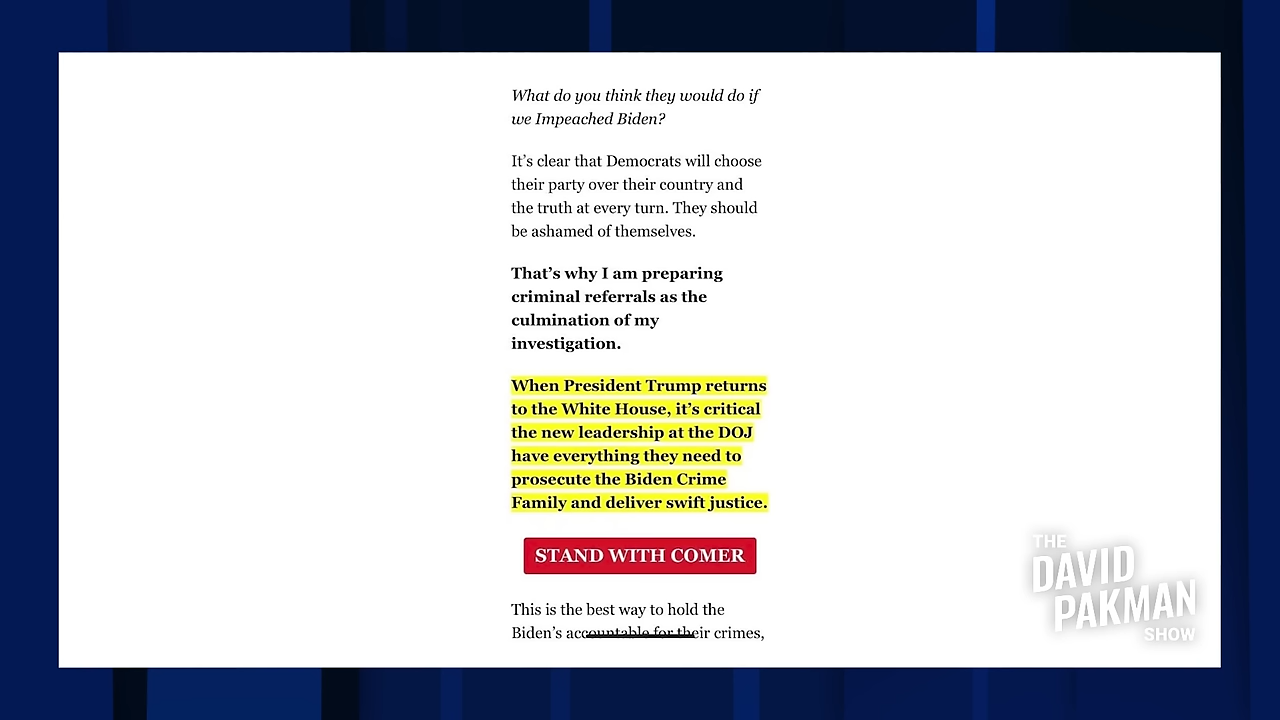 What do you think they would do if
we Impeached Biden?
It’s clear that Democrats will choose
their party over their country and
the truth at every turn. They should
be ashamed of themselves.
That’s why I am preparing
criminal referrals as the
culmination of my
investigation.
When President Trump returns
to the White House, it’s critical
the new leadership at the DOJ
have everything they need to
prosecute the Biden Crime
Family and deliver swift justice.
STAND WITH COMER
This is the best way to hold the
Biden’s accountable for their crimes,
THE
DAVID
PAKMAN
SHOW